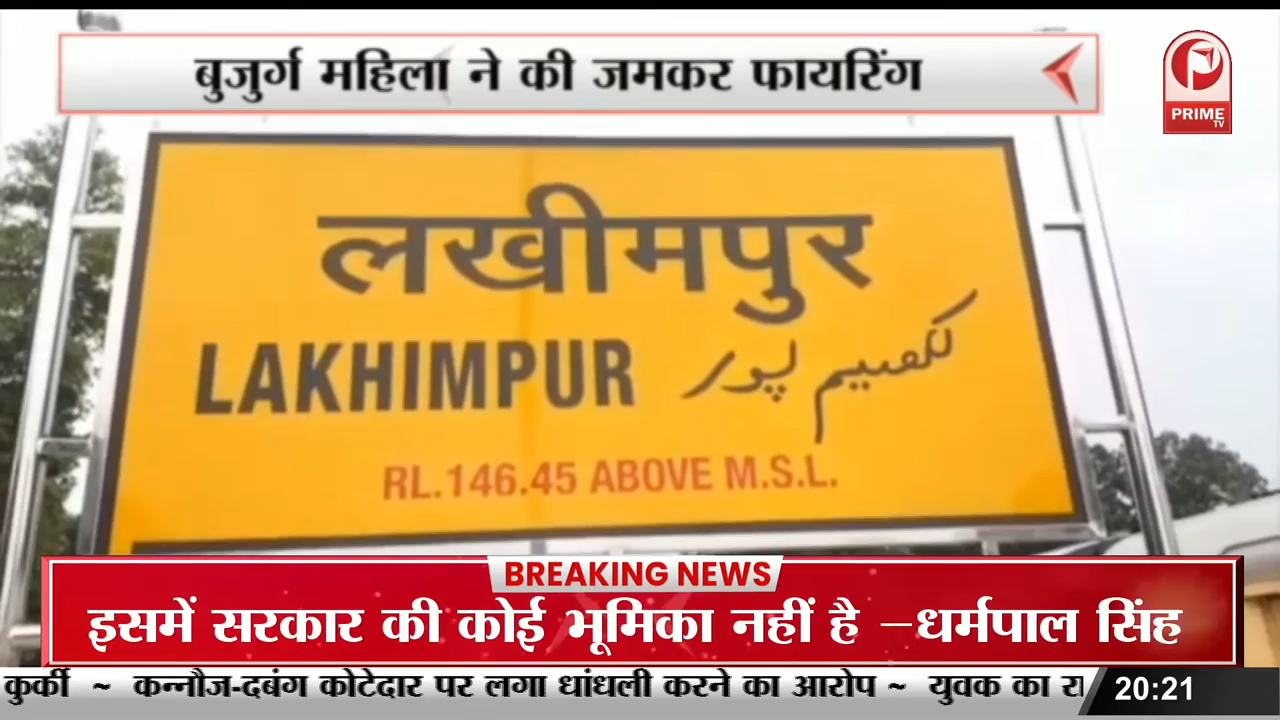 बुजुर्ग महिला ने की जमकर फायरिंग
PRIME
TV
लखीमपुर
LAKHIMPUR لکھیم پور
RL.146.45 ABOVE M.S.L.
BREAKING NEWS
इसमें सरकार की कोई भूमिका नहीं है –धर्मपाल सिंह
कुर्की ~ कन्नौज-दबंग कोटेदार पर लगा धांधली करने का आरोप ~ युवक का
20:21